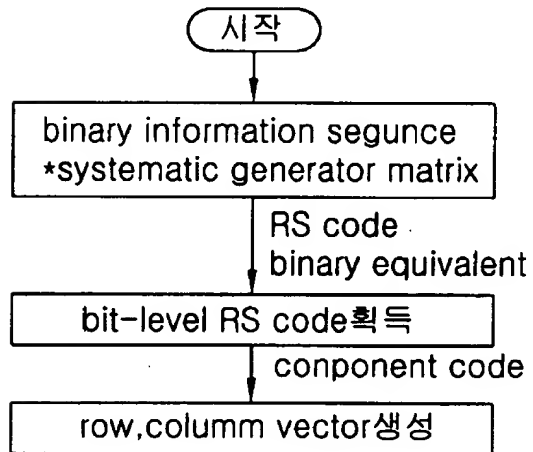 시작
binary information segunce
*systematic generator matrix
RS code
binary equivalent
bit-level RS code획득
conponent code
row,columm vector생성